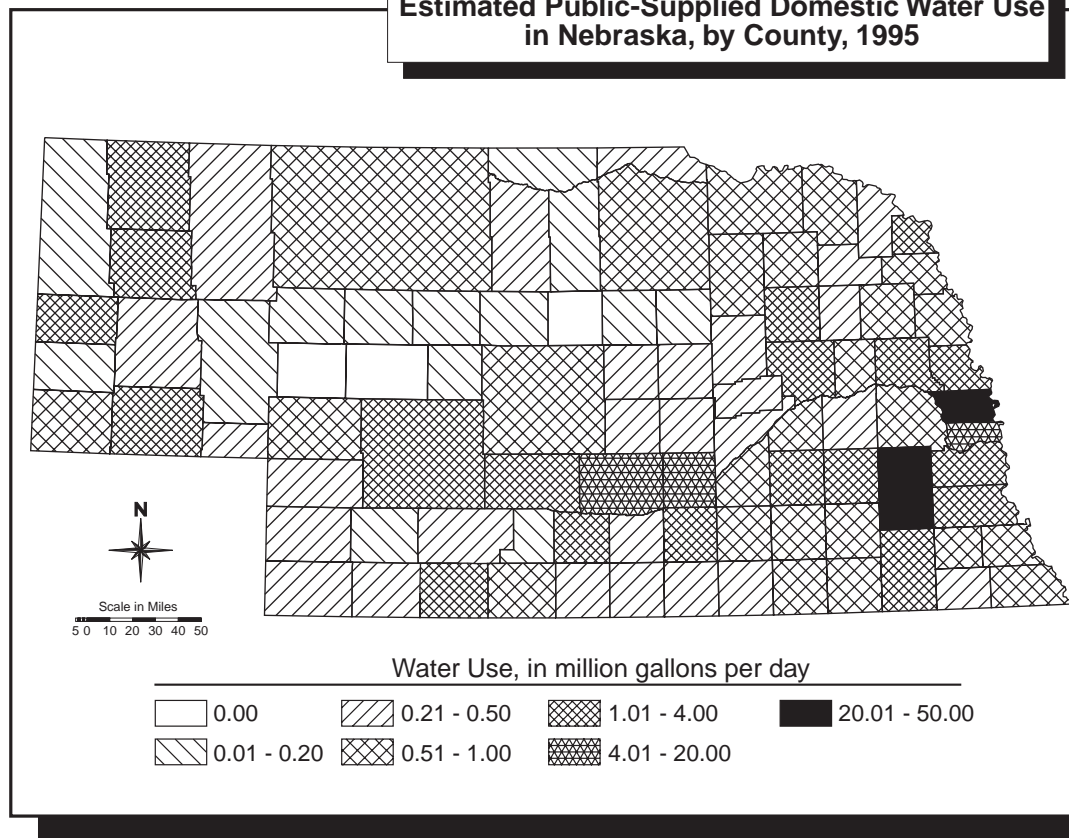 Estimated Public-Supplied Domestic Water Use
in Nebraska, by County, 1995
N
Scale in Miles
5 0 10 20 30 40 50
Water Use, in million gallons per day
0.00
0.21 - 0.50
1.01 - 4.00
20.01 - 50.00
0.01 - 0.20
0.51 - 1.00
4.01 - 20.00